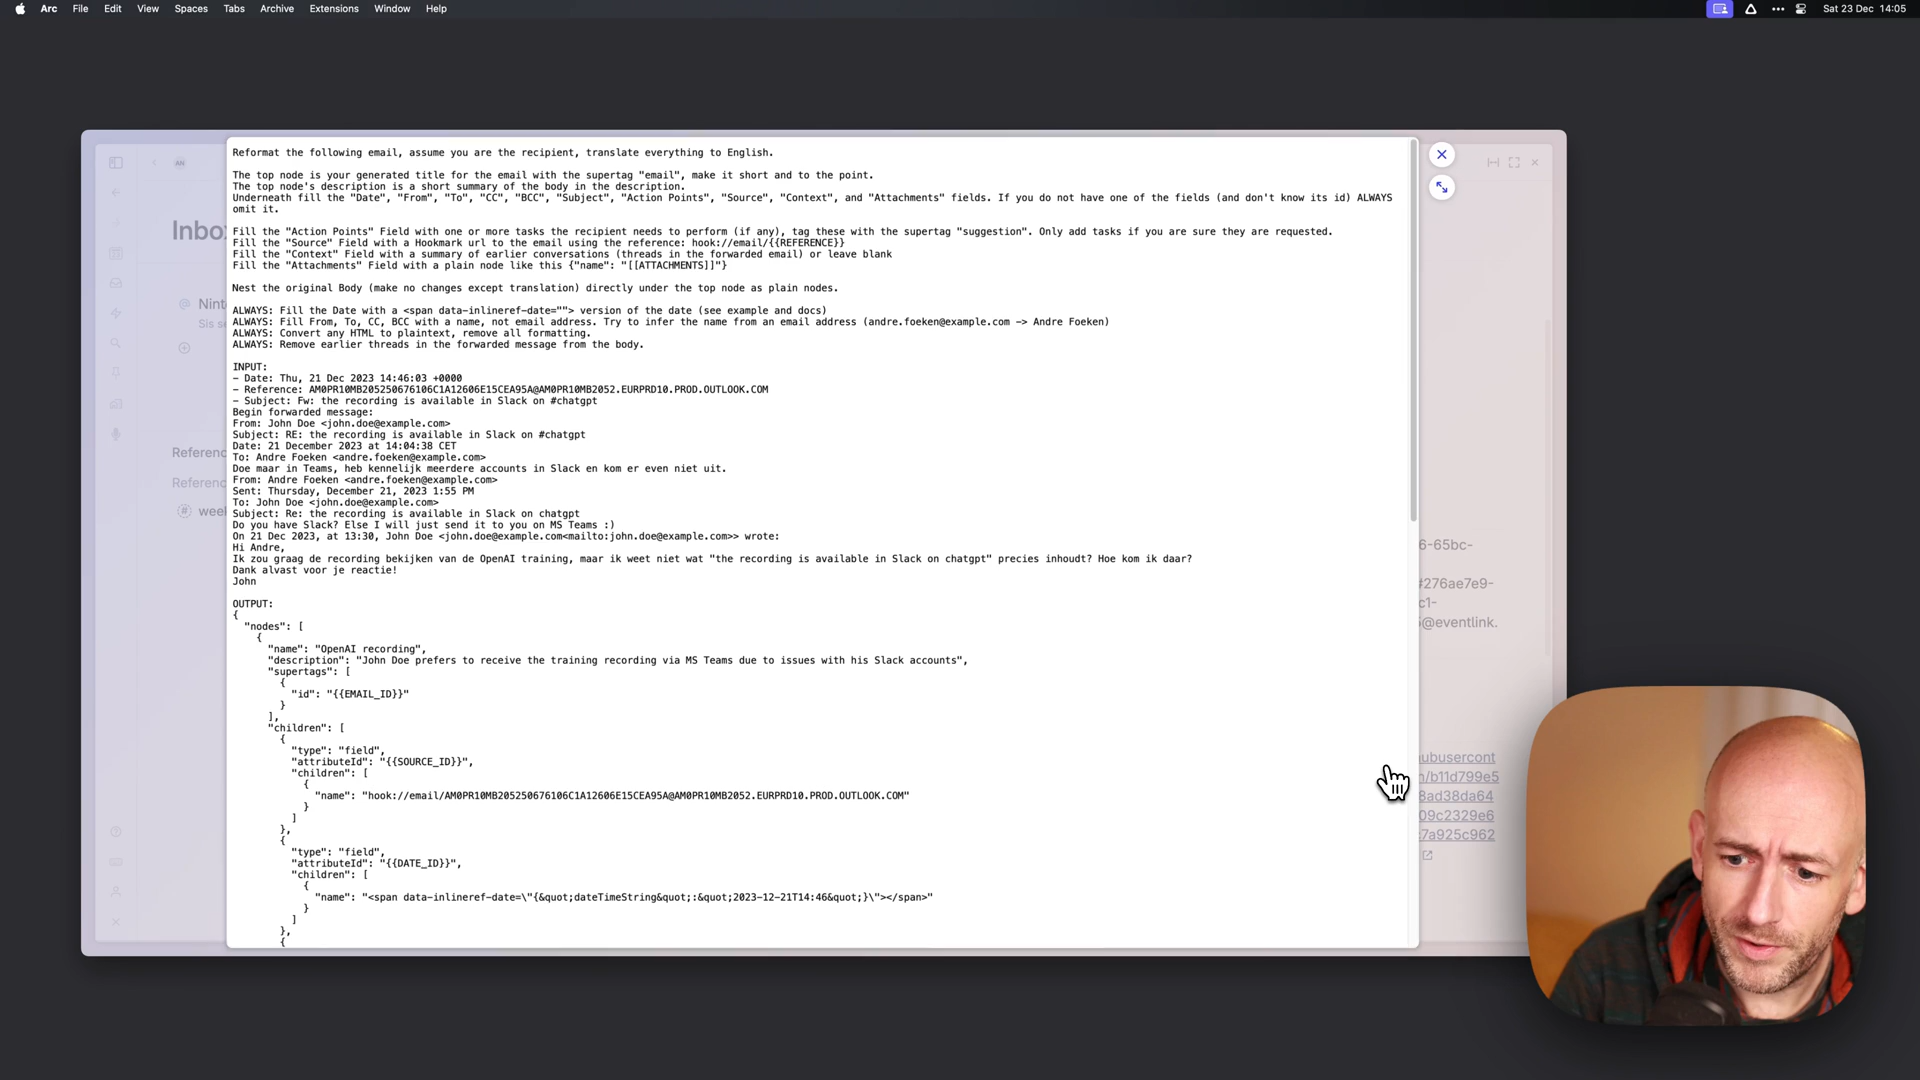 Arc File Edit View Spaces Tabs Archive Extensions Window Help
Sat 23 Dec 14:05
AN
Inbo
Nint
Sis s
Referenc
Referenc
weel
Reformat the following email, assume you are the recipient, translate everything to English.
The top node is your generated title for the email with the supertag "email", make it short and to the point.
The top node's description is a short summary of the body in the description.
Underneath fill the "Date", "From", "To", "CC", "BCC", "Subject", "Action Points", "Source", "Context", and "Attachments" fields. If you do not have one of the fields (and don't know its id) ALWAYS
omit it.
Fill the "Action Points" Field with one or more tasks the recipient needs to perform (if any), tag these with the supertag "suggestion". Only add tasks if you are sure they are requested.
Fill the "Source" Field with a Hookmark url to the email using the reference: hook://email/{{REFERENCE}}
Fill the "Context" Field with a summary of earlier conversations (threads in the forwarded email) or leave blank
Fill the "Attachments" Field with a plain node like this {"name": "[[ATTACHMENTS]]"}
Nest the original Body (make no changes except translation) directly under the top node as plain nodes.
ALWAYS: Fill the Date with a <span data-inlineref-date=""> version of the date (see example and docs)
ALWAYS: Fill From, To, CC, BCC with a name, not email address. Try to infer the name from an email address (andre.foeken@example.com -> Andre Foeken)
ALWAYS: Convert any HTML to plaintext, remove all formatting.
ALWAYS: Remove earlier threads in the forwarded message from the body.
INPUT:
- Date: Thu, 21 Dec 2023 14:46:03 +0000
- Reference: AM0PR10MB205250676106C1A12606E15CEA95A@AM0PR10MB2052.EURPRD10.PROD.OUTLOOK.COM
- Subject: Fw: the recording is available in Slack on #chatgpt
Begin forwarded message:
From: John Doe <john.doe@example.com>
Subject: RE: the recording is available in Slack on #chatgpt
Date: 21 December 2023 at 14:04:38 CET
To: Andre Foeken <andre.foeken@example.com>
Doe maar in Teams, heb kennelijk meerdere accounts in Slack en kom er even niet uit.
From: Andre Foeken <andre.foeken@example.com>
Sent: Thursday, December 21, 2023 1:55 PM
To: John Doe <john.doe@example.com>
Subject: Re: the recording is available in Slack on chatgpt
Do you have Slack? Else I will just send it to you on MS Teams :)
On 21 Dec 2023, at 13:30, John Doe <john.doe@example.com<mailto:john.doe@example.com>> wrote:
Hi Andre,
Ik zou graag de recording bekijken van de OpenAI training, maar ik weet niet wat "the recording is available in Slack on chatgpt" precies inhoudt? Hoe kom ik daar?
Dank alvast voor je reactie!
John
OUTPUT:
{
"nodes": [
{
"name": "OpenAI recording",
"description": "John Doe prefers to receive the training recording via MS Teams due to issues with his Slack accounts",
"supertags": [
{
"id": "{{EMAIL_ID}}"
}
],
"children": [
{
"type": "field",
"attributeId": "{{SOURCE_ID}}",
"children": [
{
"name": "hook://email/AM0PR10MB205250676106C1A12606E15CEA95A@AM0PR10MB2052.EURPRD10.PROD.OUTLOOK.COM"
}
]
},
{
"type": "field",
"attributeId": "{{DATE_ID}}",
"children": [
{
"name": "<span data-inlineref-date=\"{&quot;dateTimeString&quot;:&quot;2023-12-21T14:46&quot;}\"></span>"
}
]
},
{
6-65bc-
#276ae7e9-
c1-
@eventlink.
ubusercont
n/b11d799e5
8ad38da64
09c2329e6
7a925c962